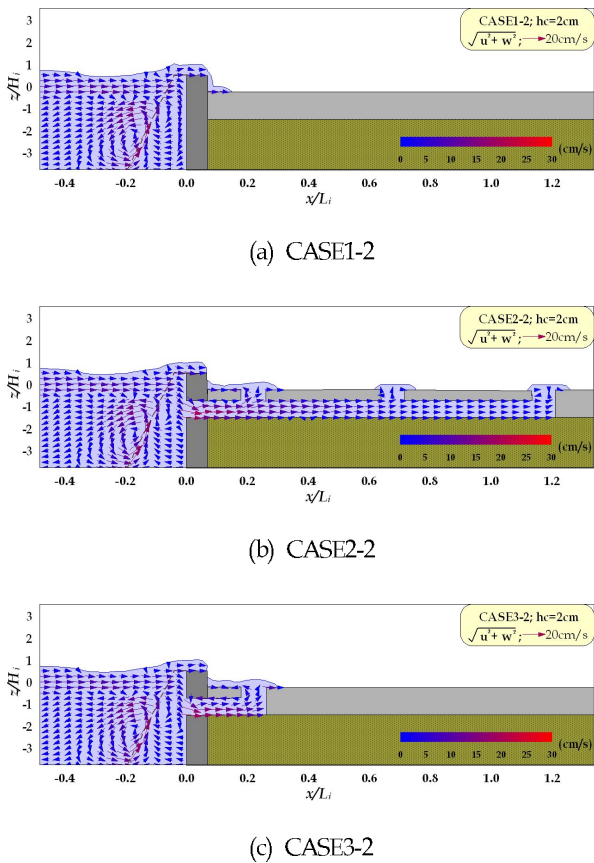 CASE1-2; hc=2cm
√u²+ w² ; 20cm/s
z/Hi
3
2
1
0
-1
-2
-3
(cm/s)
0 5 10 15 20 25 30
-0.4 -0.2 0.0 0.2 0.4 0.6 0.8 1.0 1.2
x/Li
(a) CASE1-2
CASE2-2; hc=2cm
√u²+ w² ; 20cm/s
z/Hi
3
2
1
0
-1
-2
-3
(cm/s)
0 5 10 15 20 25 30
-0.4 -0.2 0.0 0.2 0.4 0.6 0.8 1.0 1.2
x/Li
(b) CASE2-2
CASE3-2; hc=2cm
√u²+ w² ; 20cm/s
z/Hi
3
2
1
0
-1
-2
-3
(cm/s)
0 5 10 15 20 25 30
-0.4 -0.2 0.0 0.2 0.4 0.6 0.8 1.0 1.2
x/Li
(c) CASE3-2